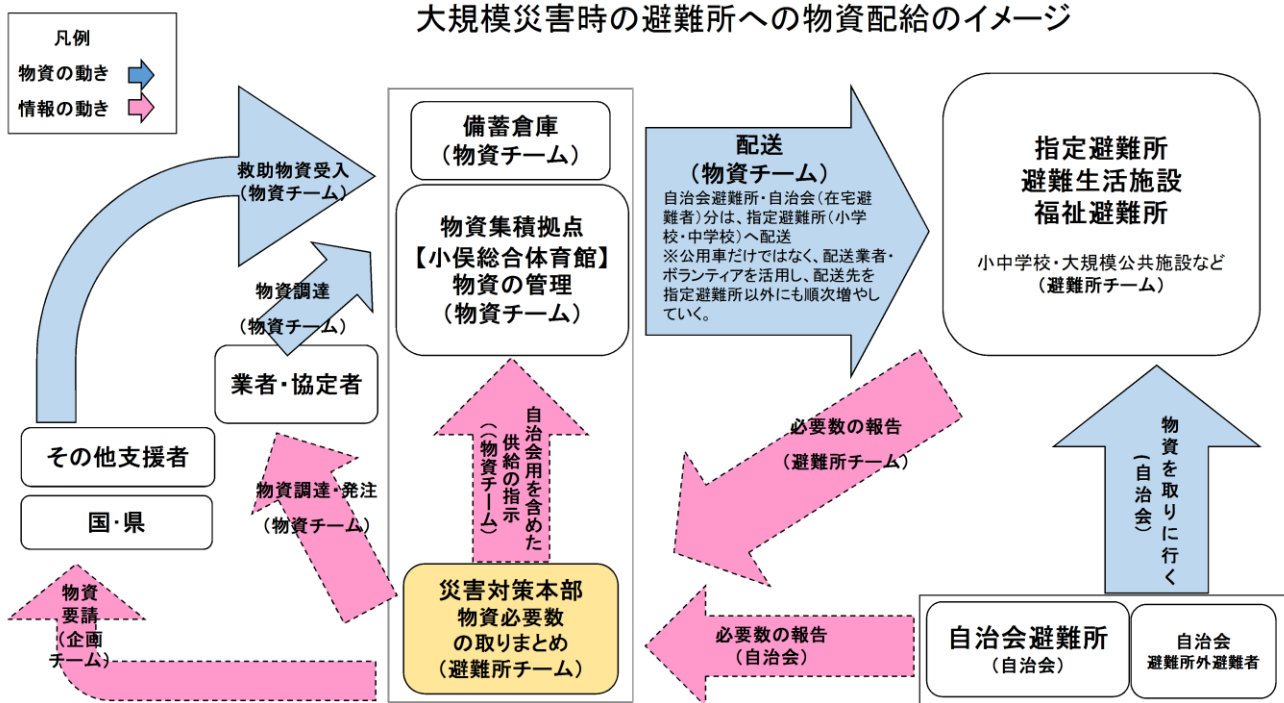 大規模災害時の避難所への物資配給のイメージ
凡例
物資の動き
情報の動き
救助物資受入
(物資チーム)
物資調達
(物資チーム)
業者・協定者
その他支援者
国・県
物資調達・発注
(物資チーム)
物資
要請
(企画
チーム)
備蓄倉庫
(物資チーム)
物資集積拠点
【小俣総合体育館】
物資の管理
(物資チーム)
自治会用を含めた
供給の指示
((物資チーム)
災害対策本部
物資必要数
の取りまとめ
(避難所チーム)
配送
(物資チーム)
自治会避難所・自治会(在宅避
難者)分は、指定避難所(小学
校・中学校)へ配送
※公用車だけではなく、配送業者・
ボランティアを活用し、配送先を
指定避難所以外にも順次増やし
ていく。
必要数の報告
(避難所チーム)
必要数の報告
(自治会)
指定避難所
避難生活施設
福祉避難所
小中学校・大規模公共施設など
(避難所チーム)
物資を取りに行く
(自治会)
自治会避難所
(自治会)
自治会
避難所外避難者